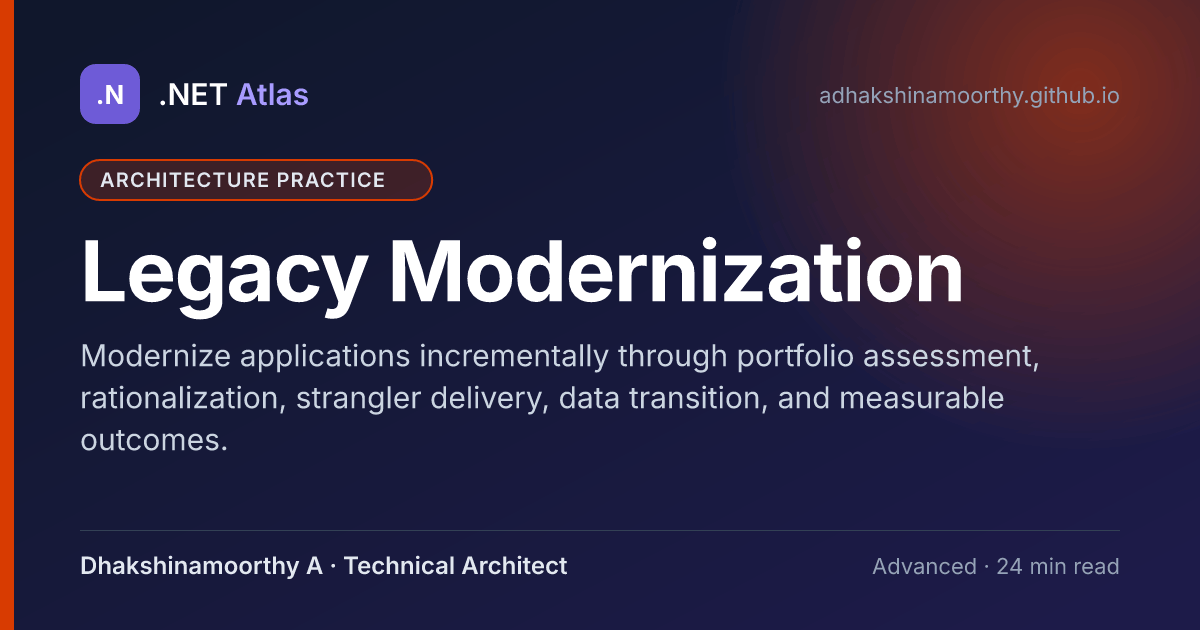 .N
.NET Atlas
adhakshinamoorthy.github.io
ARCHITECTURE PRACTICE
Legacy Modernization
Modernize applications incrementally through portfolio assessment,
rationalization, strangler delivery, data transition, and measurable
outcomes.
Dhakshinamoorthy A · Technical Architect
Advanced · 24 min read